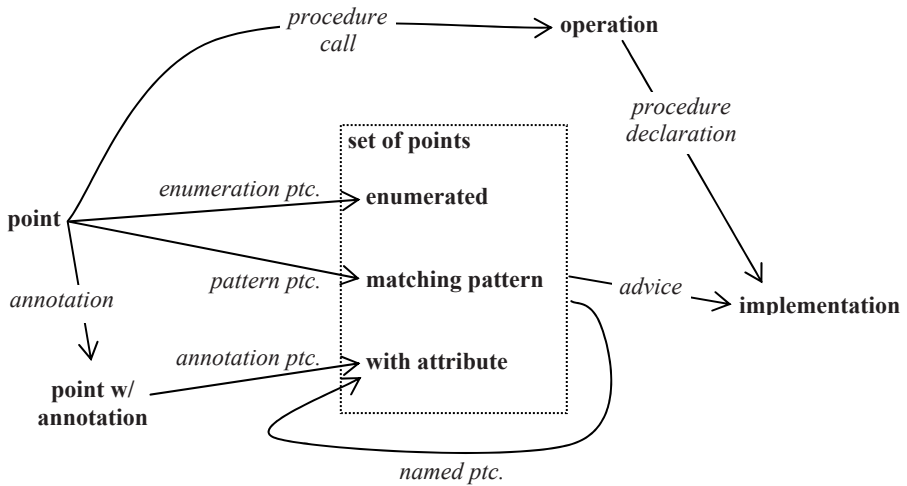 procedure
call
operation
procedure
declaration
set of points
enumeration ptc.
enumerated
point
pattern ptc.
matching pattern
advice
annotation
implementation
annotation ptc.
with attribute
point w/
annotation
named ptc.